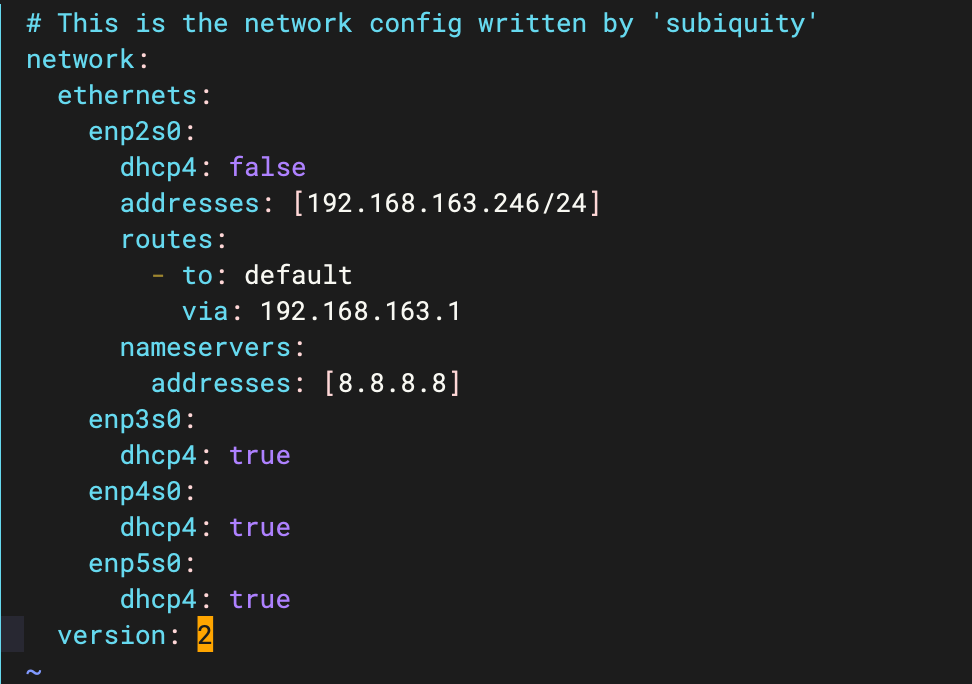 # This is the network config written by 'subiquity'
network:
  ethernets:
    enp2s0:
      dhcp4: false
      addresses: [192.168.163.246/24]
      routes:
        - to: default
          via: 192.168.163.1
      nameservers:
        addresses: [8.8.8.8]
    enp3s0:
      dhcp4: true
    enp4s0:
      dhcp4: true
    enp5s0:
      dhcp4: true
  version: 2
~